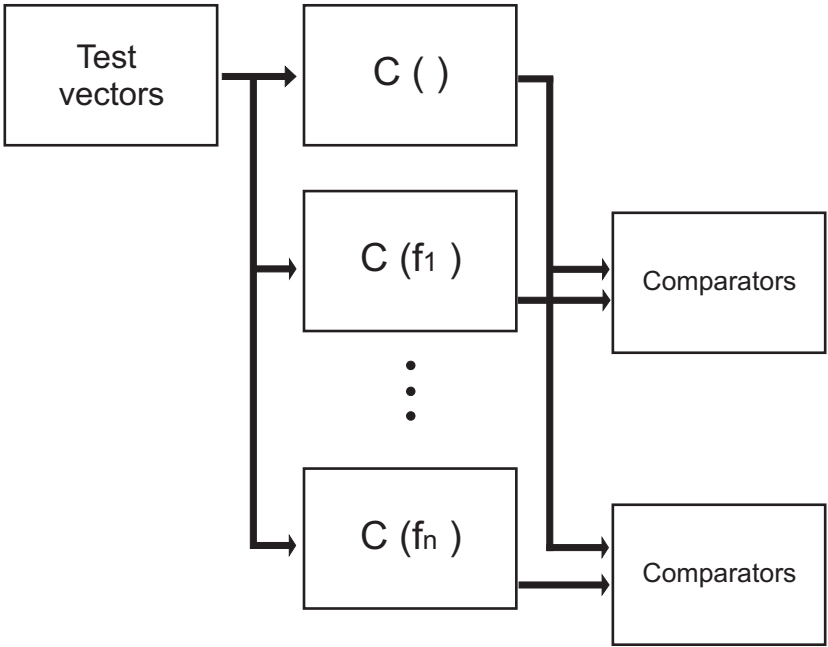 Test
vectors
C ( )
C (f1 )
Comparators
C (fn )
Comparators